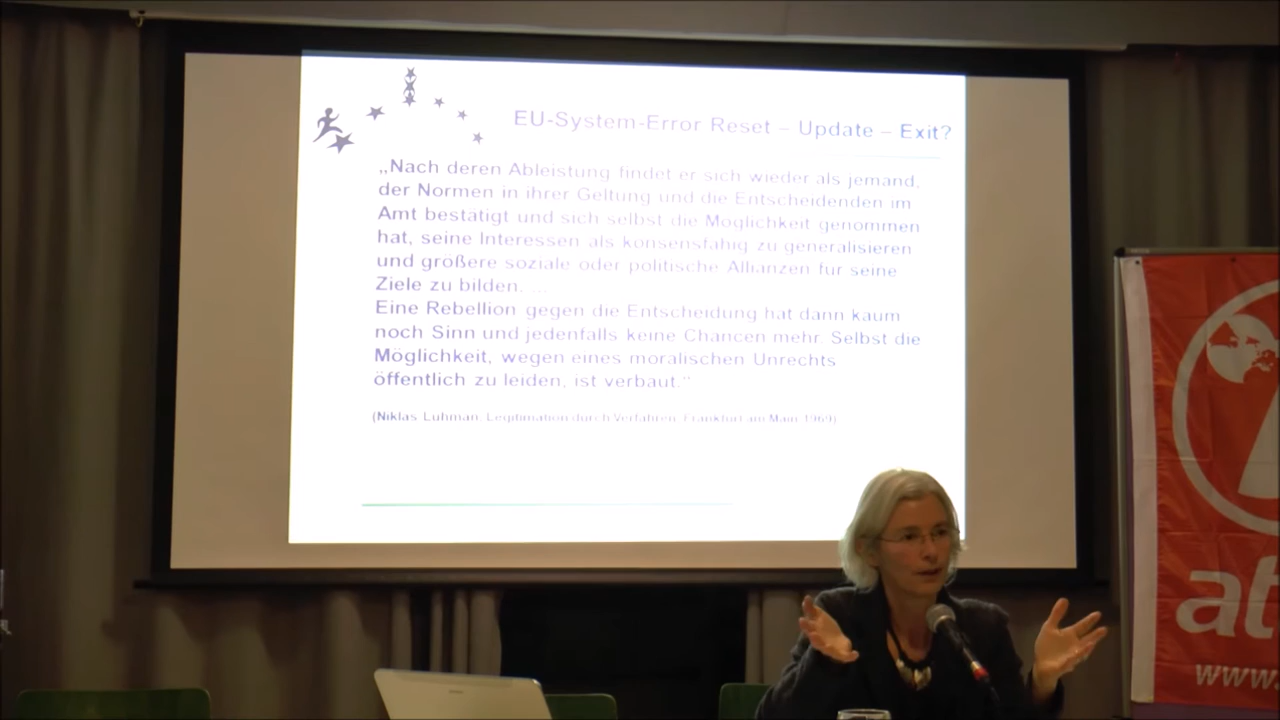 EU-System-Error Reset – Update – Exit?
„Nach deren Ableistung findet er sich wieder als jemand,
der Normen in ihrer Geltung und die Entscheidenden im
Amt bestätigt und sich selbst die Möglichkeit genommen
hat, seine Interessen als konsensfähig zu generalisieren
und größere soziale oder politische Allianzen für seine
Ziele zu bilden. ...
Eine Rebellion gegen die Entscheidung hat dann kaum
noch Sinn und jedenfalls keine Chancen mehr. Selbst die
Möglichkeit, wegen eines moralischen Unrechts
öffentlich zu leiden, ist verbaut.“
(Niklas Luhman, Legitimation durch Verfahren, Frankfurt am Main 1969)
at
www.